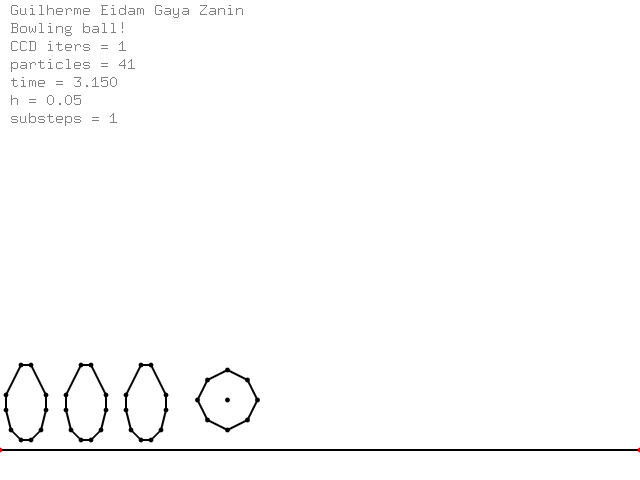 Guilherme Eidam Gaya Zanin
Bowling ball!
CCD iters = 1
particles = 41
time = 3.150
h = 0.05
substeps = 1